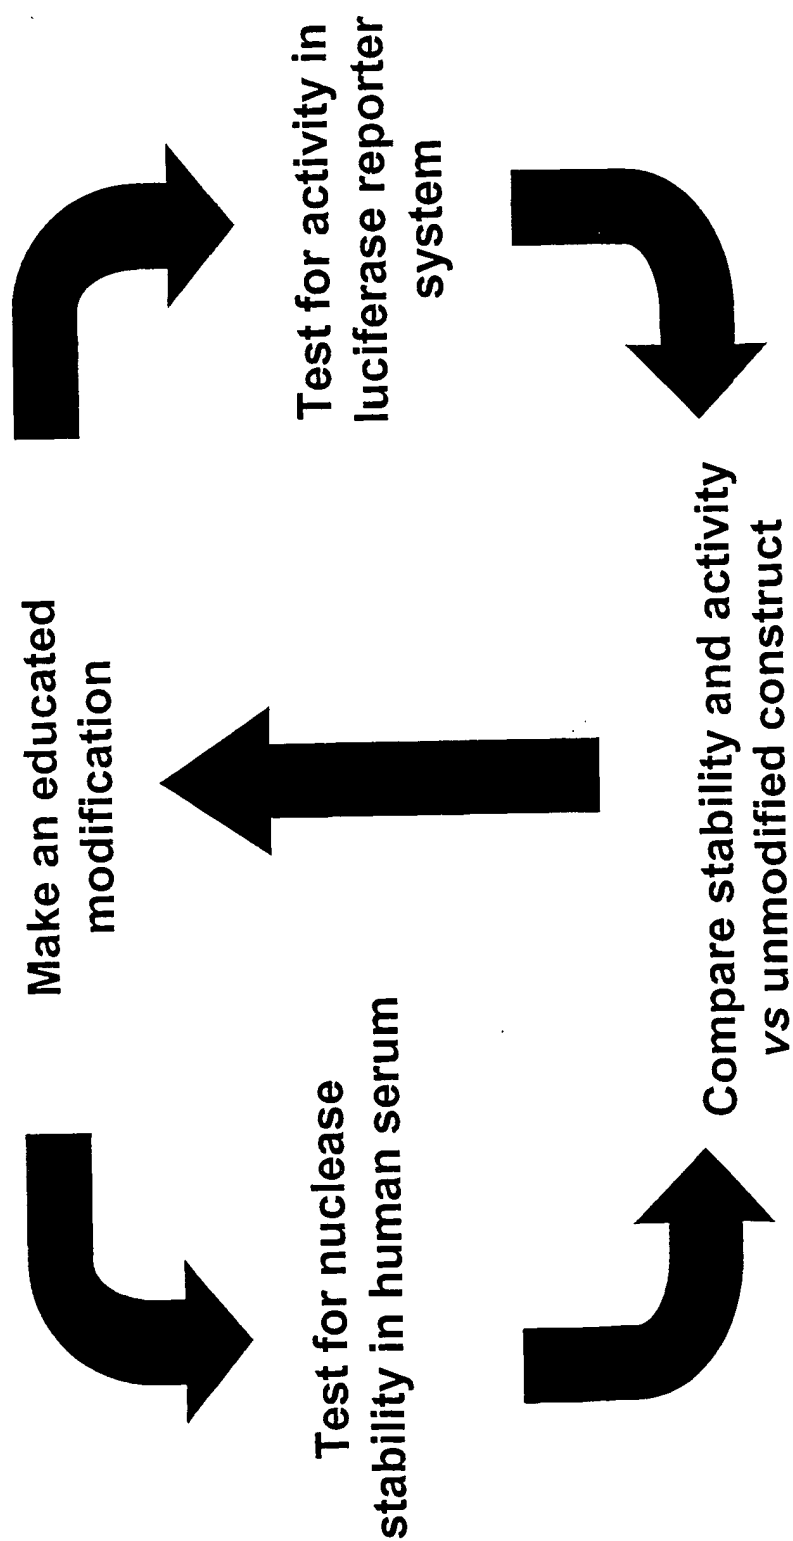 Make an educated
modification
Test for nuclease
stability in human serum
Test for activity in
luciferase reporter
system
Compare stability and activity
vs unmodified construct